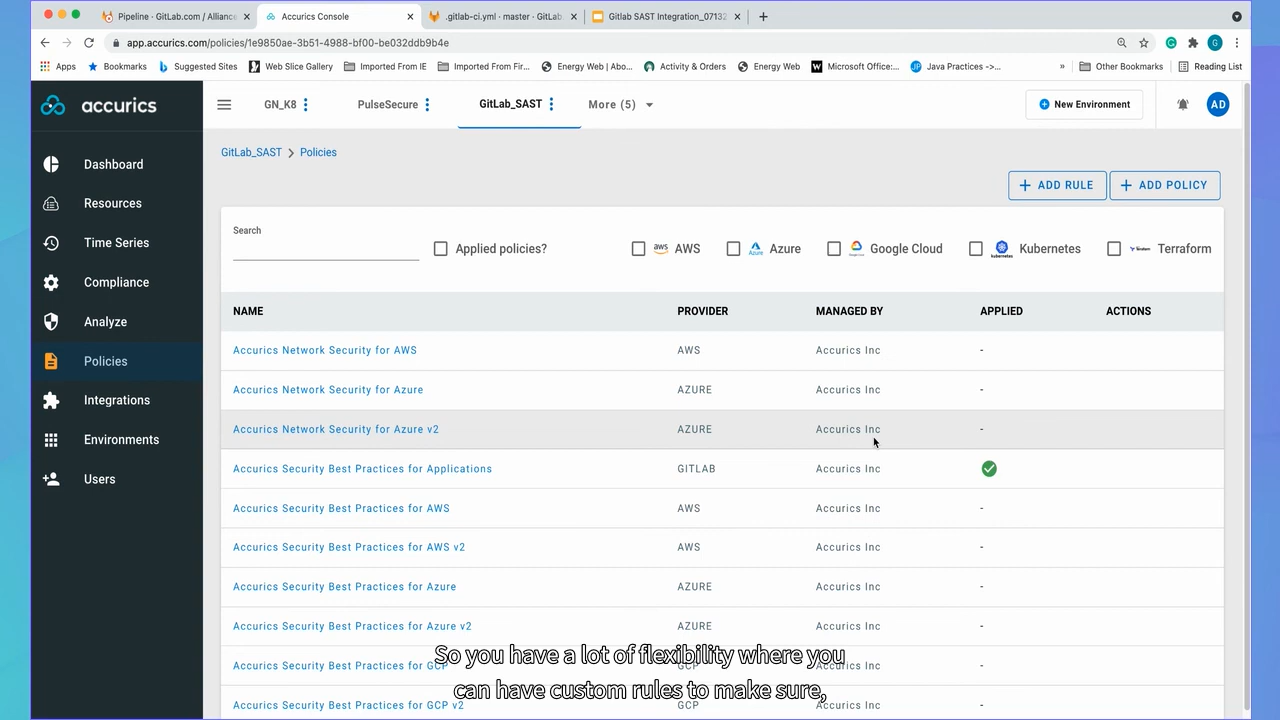 Pipeline · GitLab.com / Allianc
Accurics Console
.gitlab-ci.yml · master · GitLab
Gitlab SAST Integration_07132
app.accurics.com/policies/1e9850ae-3b51-4988-bf00-be032ddb9b4e
G
G
Apps
Bookmarks
Suggested Sites
Web Slice Gallery
Imported From IE
Imported From Fir...
Energy Web | Abo...
Activity & Orders
Energy Web
Microsoft Office:...
Java Practices ->...
»
Other Bookmarks
Reading List
accurics
GN_K8
PulseSecure
GitLab_SAST
More (5)
New Environment
AD
Dashboard
Resources
Time Series
Compliance
Analyze
Policies
Integrations
Environments
Users
GitLab_SAST > Policies
+ ADD RULE
+ ADD POLICY
Search
Applied policies?
aws AWS
Azure Azure
Google Cloud
kubernetes Kubernetes
Terraform
NAME PROVIDER MANAGED BY APPLIED ACTIONS
Accurics Network Security for AWS AWS Accurics Inc -
Accurics Network Security for Azure AZURE Accurics Inc -
Accurics Network Security for Azure v2 AZURE Accurics Inc -
Accurics Security Best Practices for Applications GITLAB Accurics Inc
Accurics Security Best Practices for AWS AWS Accurics Inc -
Accurics Security Best Practices for AWS v2 AWS Accurics Inc -
Accurics Security Best Practices for Azure AZURE Accurics Inc -
Accurics Security Best Practices for Azure v2 AZURE Accurics Inc -
Accurics Security Best Practices for GCP GCP Accurics Inc -
Accurics Security Best Practices for GCP v2 GCP Accurics Inc -
So you have a lot of flexibility where you
can have custom rules to make sure,